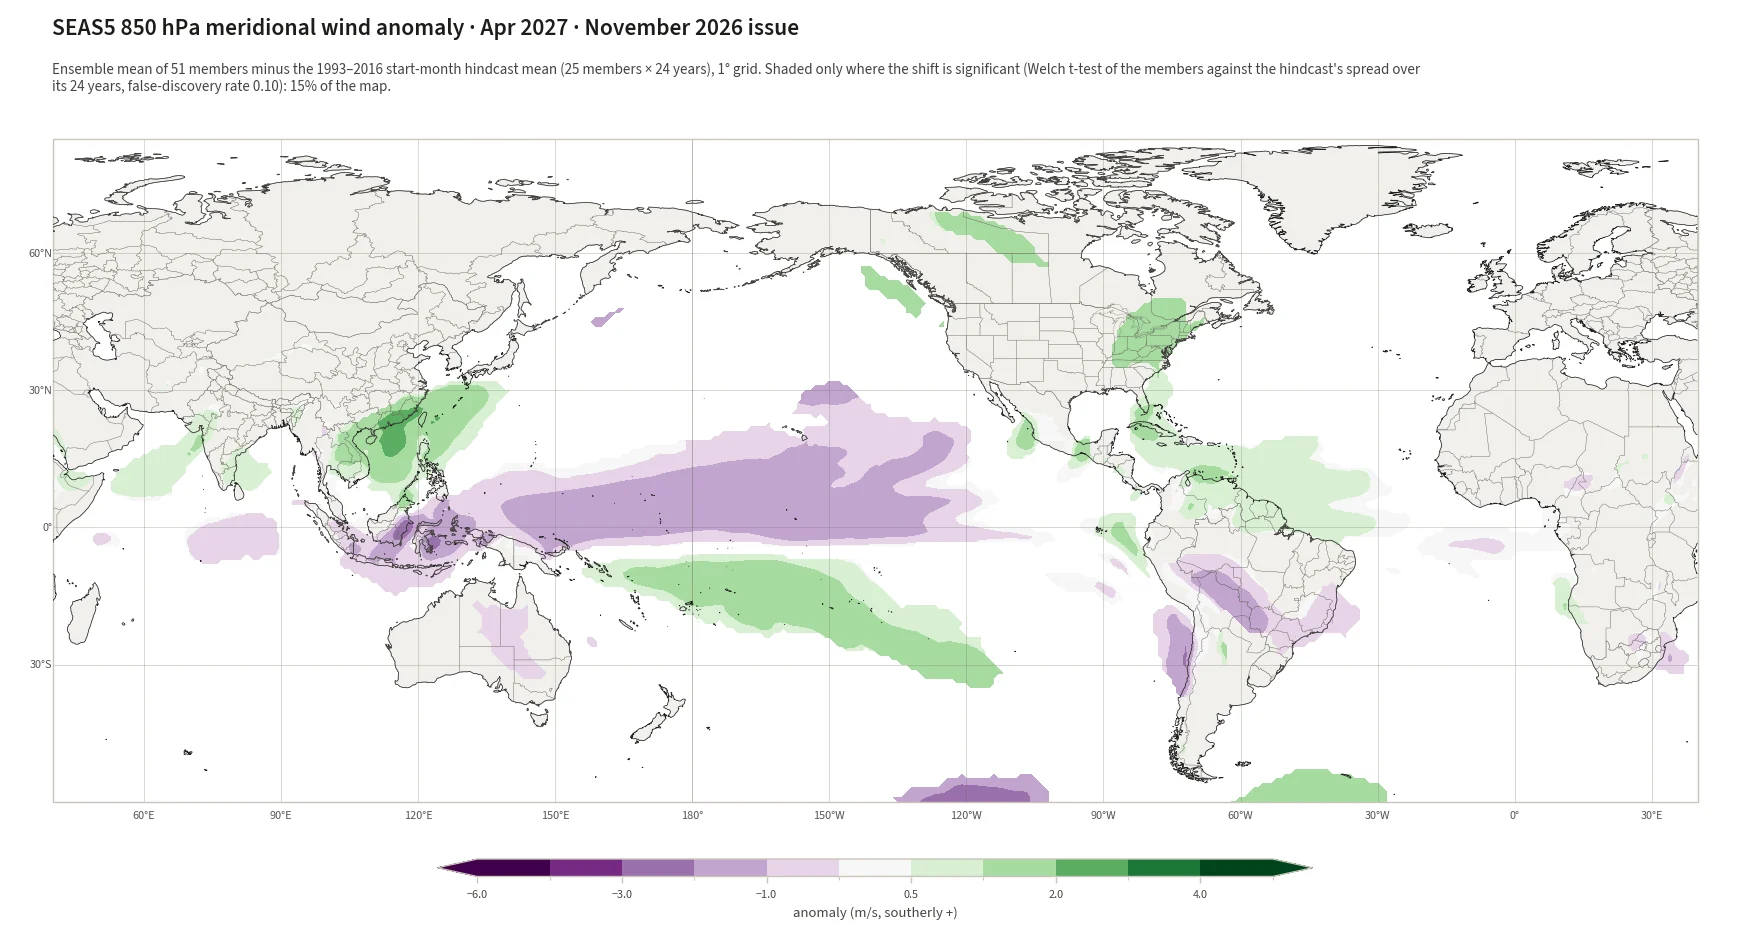 SEAS5 850 hPa meridional wind anomaly · Apr 2027 · November 2026 issue
Ensemble mean of 51 members minus the 1993–2016 start-month hindcast mean (25 members × 24 years), 1° grid. Shaded only where the shift is significant (Welch t-test of the members against the hindcast's spread over
its 24 years, false-discovery rate 0.10): 15% of the map.
60°N
30°N
0°
30°S
60°E 90°E 120°E 150°E 180° 150°W 120°W 90°W 60°W 30°W 0° 30°E
−6.0 −3.0 −1.0 0.5 2.0 4.0
anomaly (m/s, southerly +)